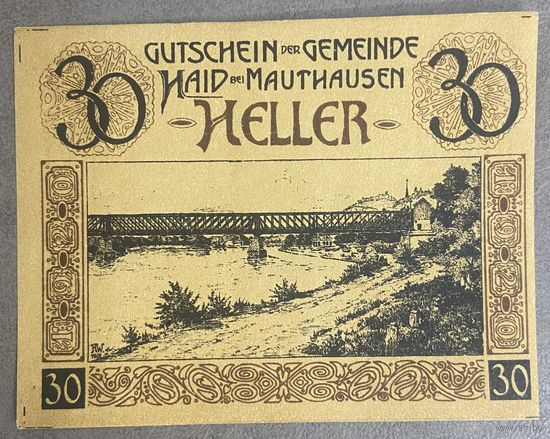 30 GUTSCHEIN DER GEMEINDE 30
HAID BEI MAUTHAUSEN
-HELLER-
30 30